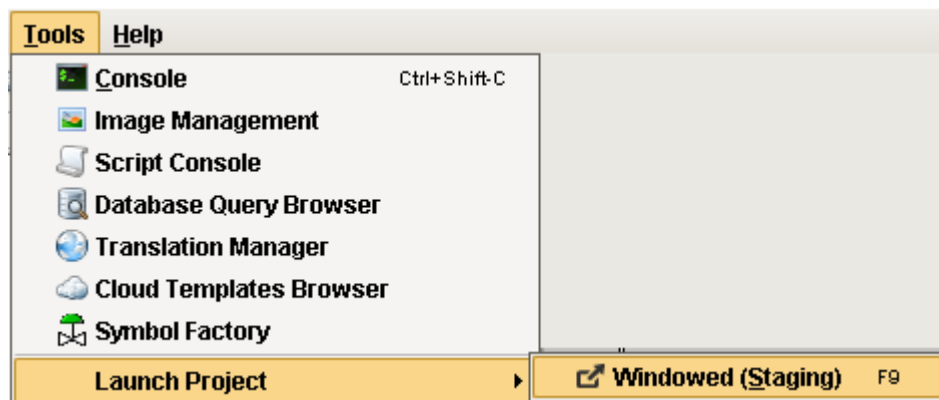 Tools Help
Console Ctrl+Shift-C
Image Management
Script Console
Database Query Browser
Translation Manager
Cloud Templates Browser
Symbol Factory
Launch Project Windowed (Staging) F9